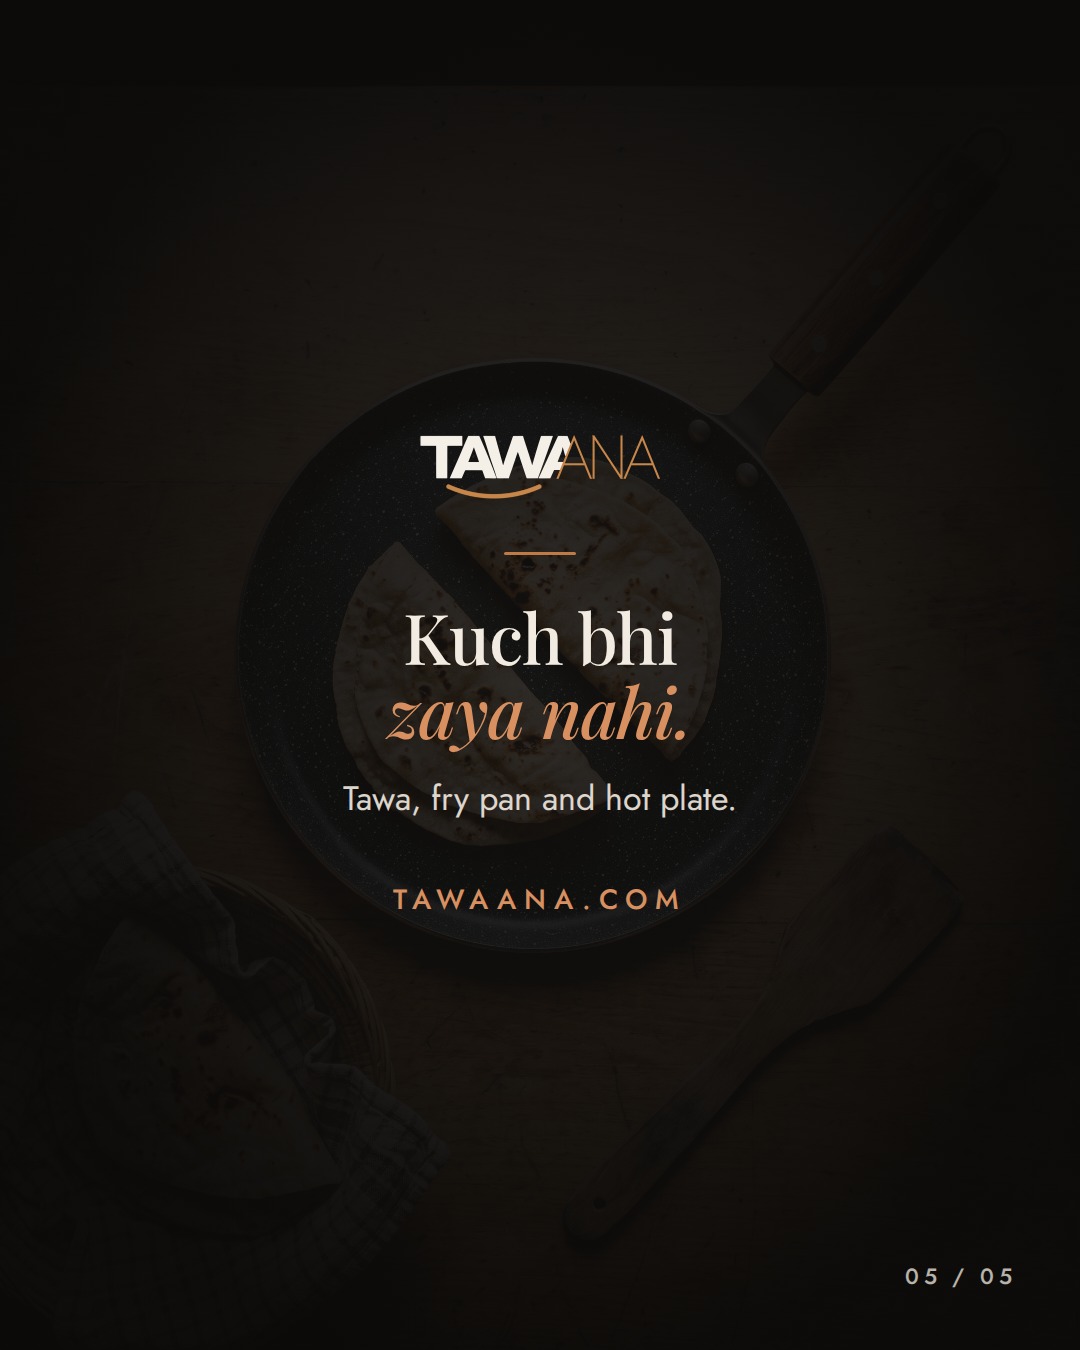 TAWAANA
Kuch bhi
zaya nahi.
Tawa, fry pan and hot plate.
TAWAANA.COM
05 / 05